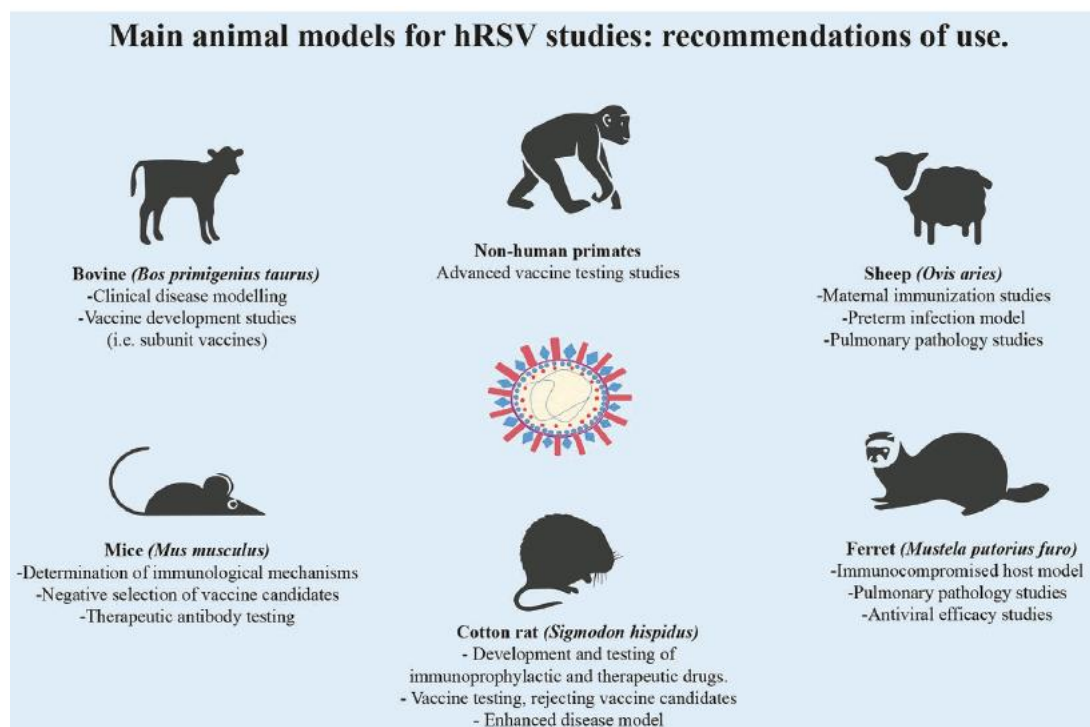 Main animal models for hRSV studies: recommendations of use.
Bovine (Bos primigenius taurus)
-Clinical disease modelling
-Vaccine development studies
(i.e. subunit vaccines)
Non-human primates
Advanced vaccine testing studies
Sheep (Ovis aries)
-Maternal immunization studies
-Preterm infection model
-Pulmonary pathology studies
Mice (Mus musculus)
-Determination of immunological mechanisms
-Negative selection of vaccine candidates
-Therapeutic antibody testing
Cotton rat (Sigmodon hispidus)
- Development and testing of
immunoprophylactic and therapeutic drugs.
- Vaccine testing, rejecting vaccine candidates
- Enhanced disease model
Ferret (Mustela putorius furo)
-Immunocompromised host model
-Pulmonary pathology studies
-Antiviral efficacy studies